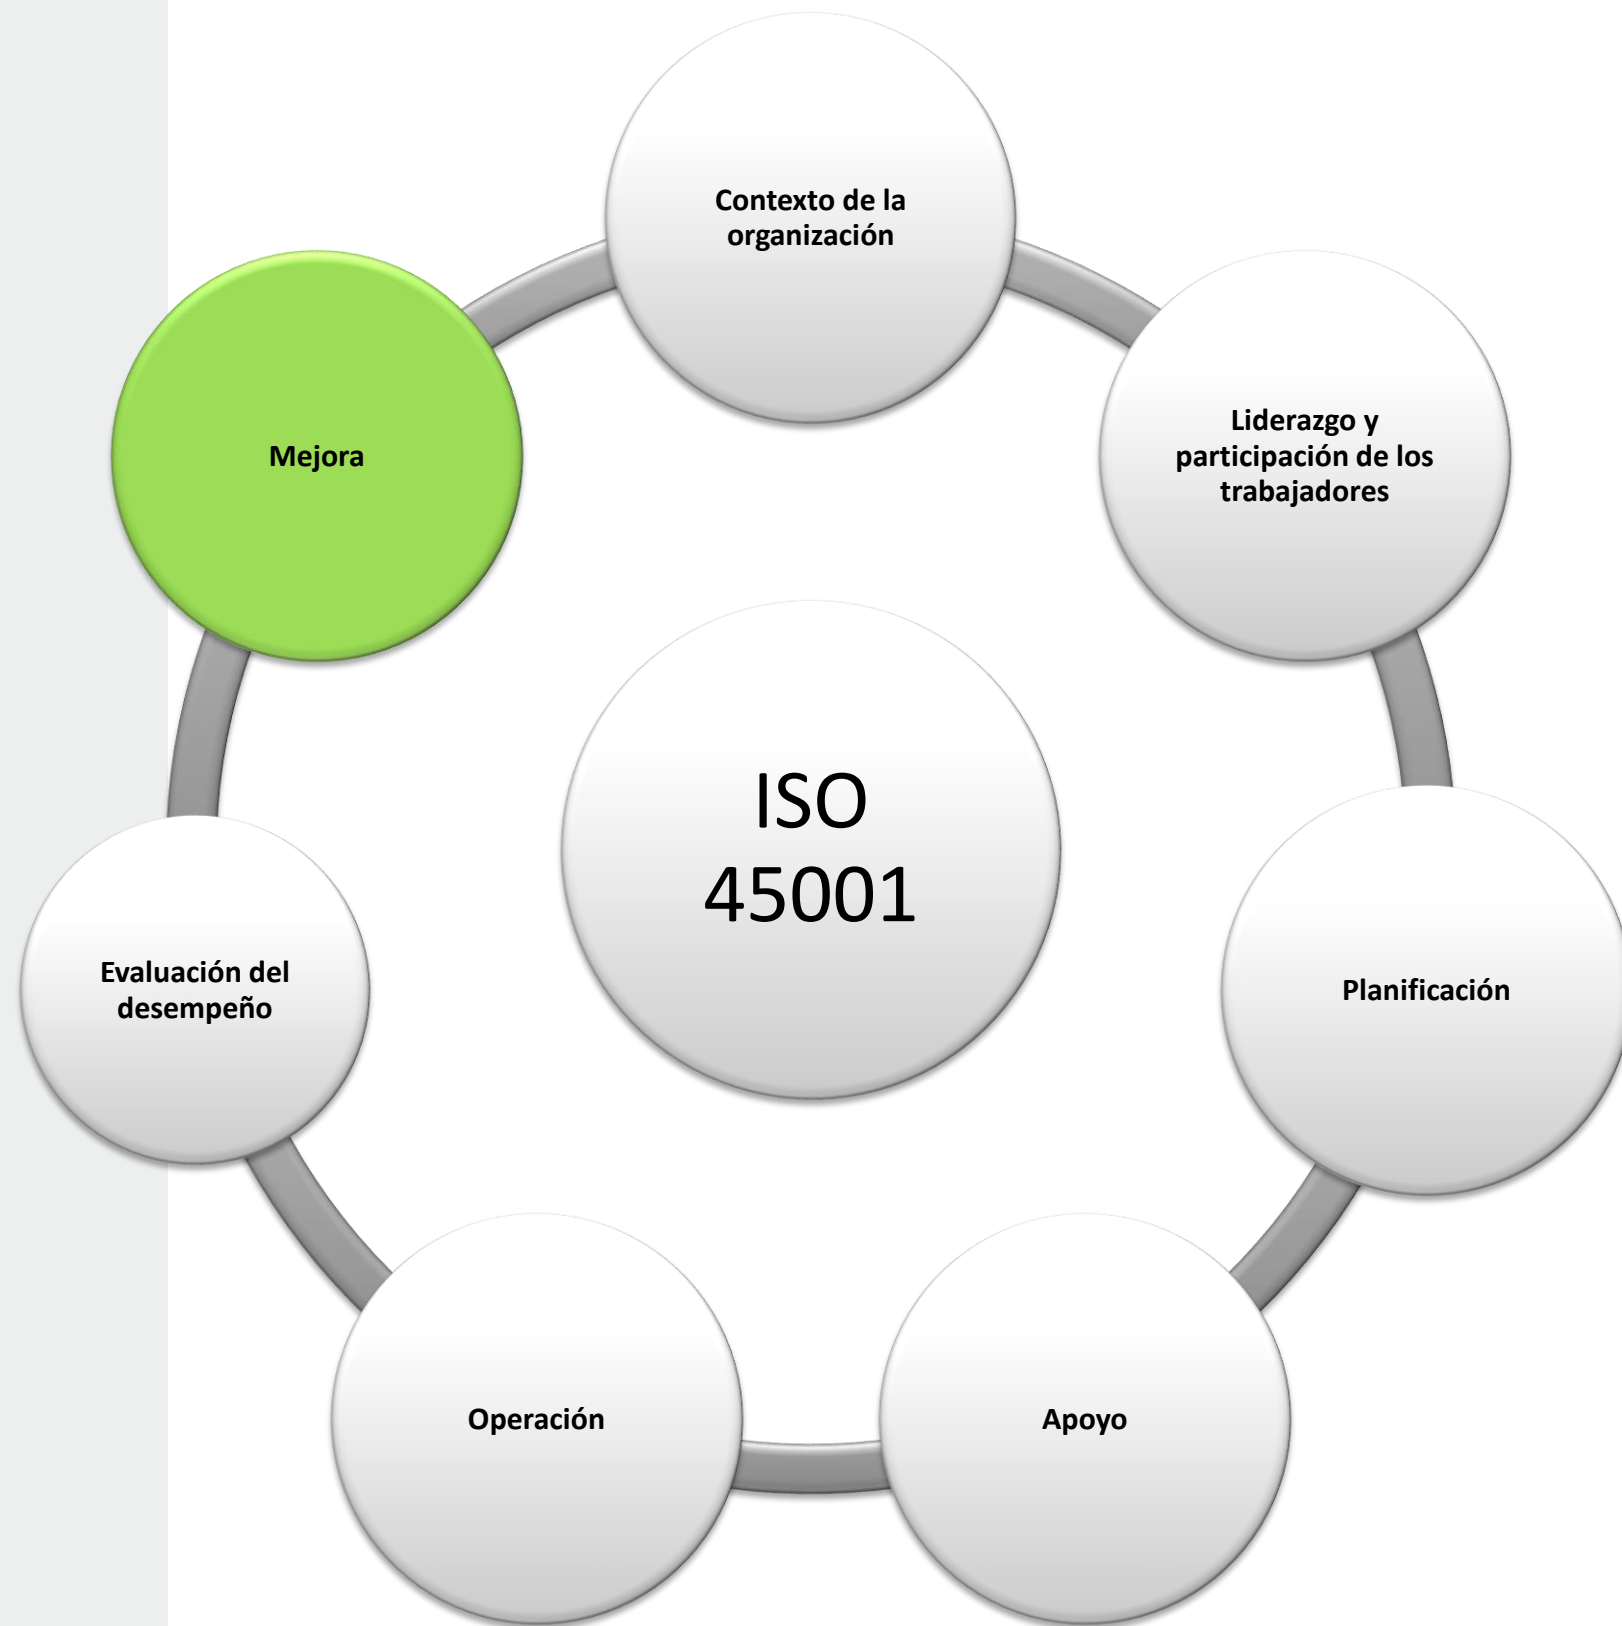 Contexto de la
organización
Liderazgo y
participación de los
trabajadores
Planificación
Apoyo
Operación
Evaluación del
desempeño
Mejora
ISO
45001